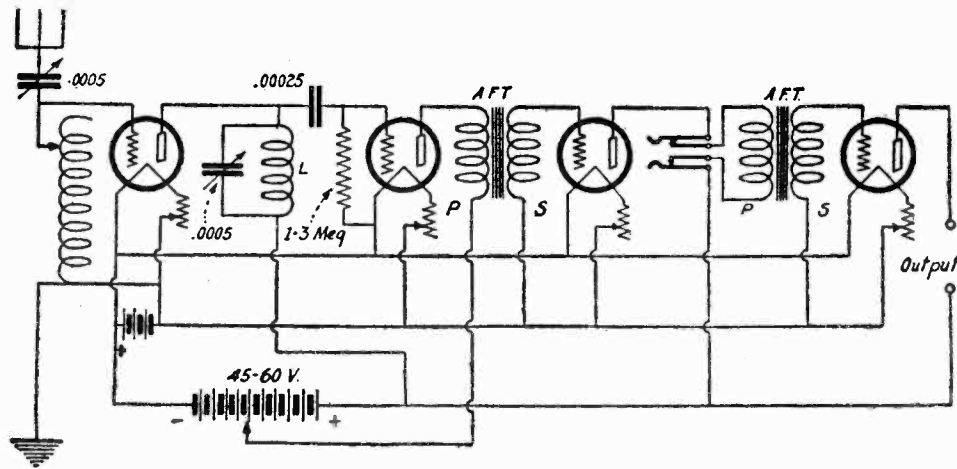 .0005
.00025
A.F.T.
A.F.T.
L
.0005
1-3 Meg
P
S
P
S
Output
+
45-60 V.
-
+